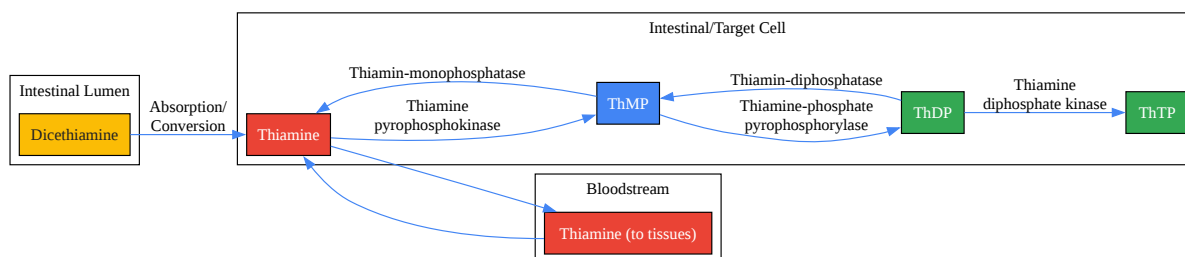 Intestinal/Target Cell
Intestinal Lumen
Dicethiamine
Absorption/
Conversion
Thiamine
Thiamin-monophosphatase
Thiamine
pyrophosphokinase
ThMP
Thiamin-diphosphatase
Thiamine-phosphate
pyrophosphorylase
ThDP
Thiamine
diphosphate kinase
ThTP
Bloodstream
Thiamine (to tissues)